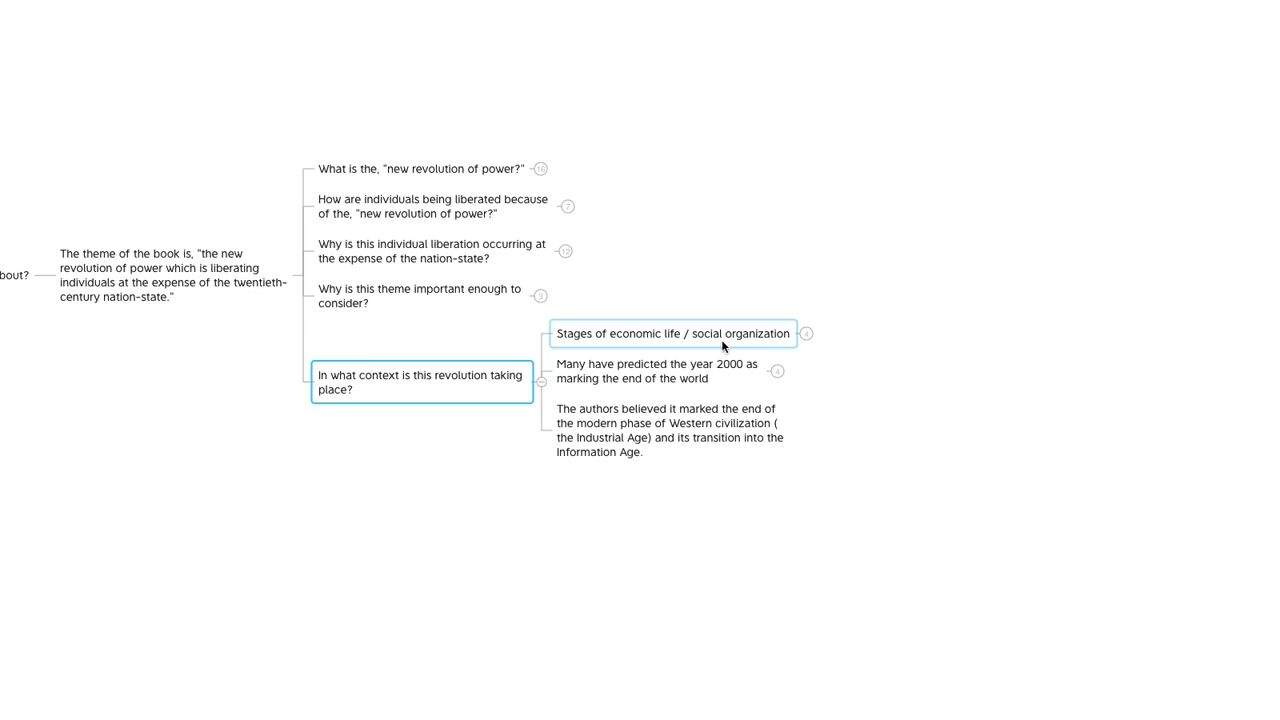 What is the, "new revolution of power?" 16
How are individuals being liberated because
of the, "new revolution of power?" 7
Why is this individual liberation occurring at
the expense of the nation-state? 12
The theme of the book is, "the new
revolution of power which is liberating
individuals at the expense of the twentieth-
century nation-state."
bout?
Why is this theme important enough to
consider? 3
In what context is this revolution taking
place?
Stages of economic life / social organization 4
Many have predicted the year 2000 as
marking the end of the world 4
The authors believed it marked the end of
the modern phase of Western civilization (
the Industrial Age) and its transition into the
Information Age.